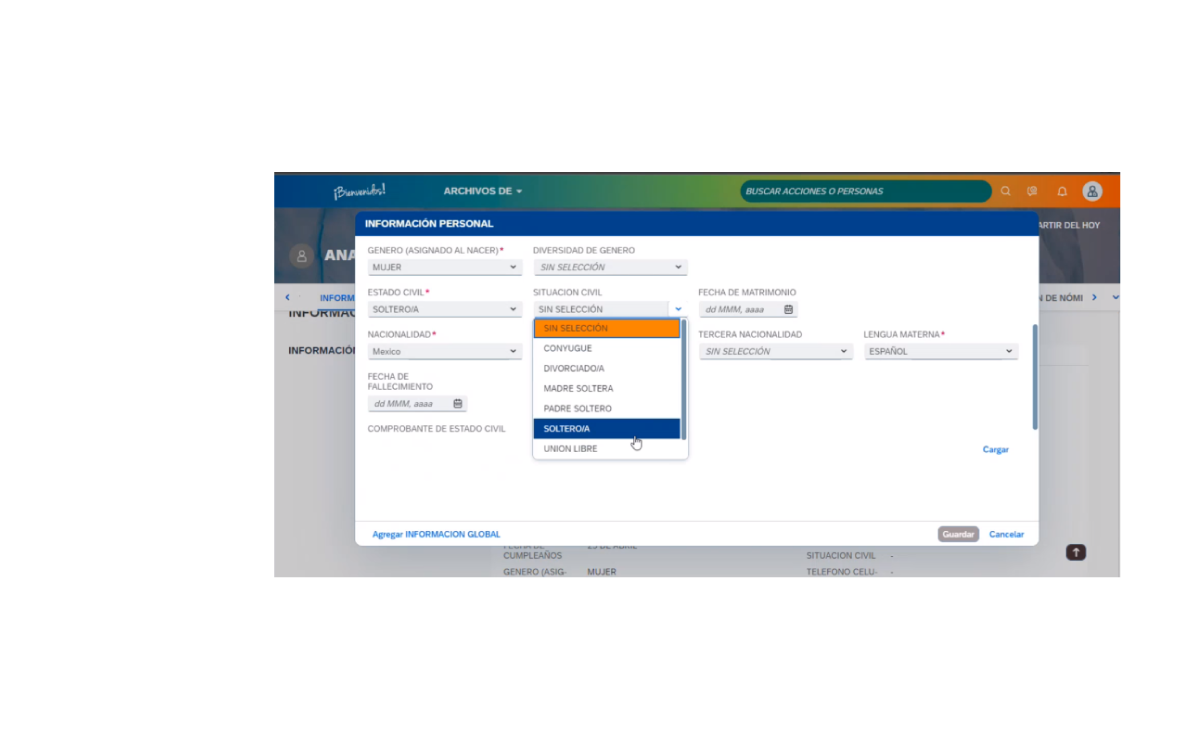 ¡Bienvenid@s!
ARCHIVOS DE
BUSCAR ACCIONES O PERSONAS
ARTIR DEL HOY
ANA
INFORMACIÓN PERSONAL
GENERO (ASIGNADO AL NACER)*
DIVERSIDAD DE GENERO
MUJER
SIN SELECCIÓN
ESTADO CIVIL*
SITUACION CIVIL
FECHA DE MATRIMONIO
INFORM
N DE NÓMI
SOLTERO/A
SIN SELECCIÓN
dd MMM, aaaa
INFORMAC
SIN SELECCIÓN
NACIONALIDAD*
TERCERA NACIONALIDAD
LENGUA MATERNA*
INFORMACIÓN
Mexico
CONYUGUE
SIN SELECCIÓN
ESPAÑOL
DIVORCIADO/A
FECHA DE
FALLECIMIENTO
MADRE SOLTERA
dd MMM, aaaa
PADRE SOLTERO
COMPROBANTE DE ESTADO CIVIL
SOLTERO/A
UNION LIBRE
Cargar
Agregar INFORMACION GLOBAL
Guardar
Cancelar
FECHA DE
25 DE ABRIL
CUMPLEAÑOS
SITUACION CIVIL -
GENERO (ASIG-
MUJER
TELEFONO CELU- -